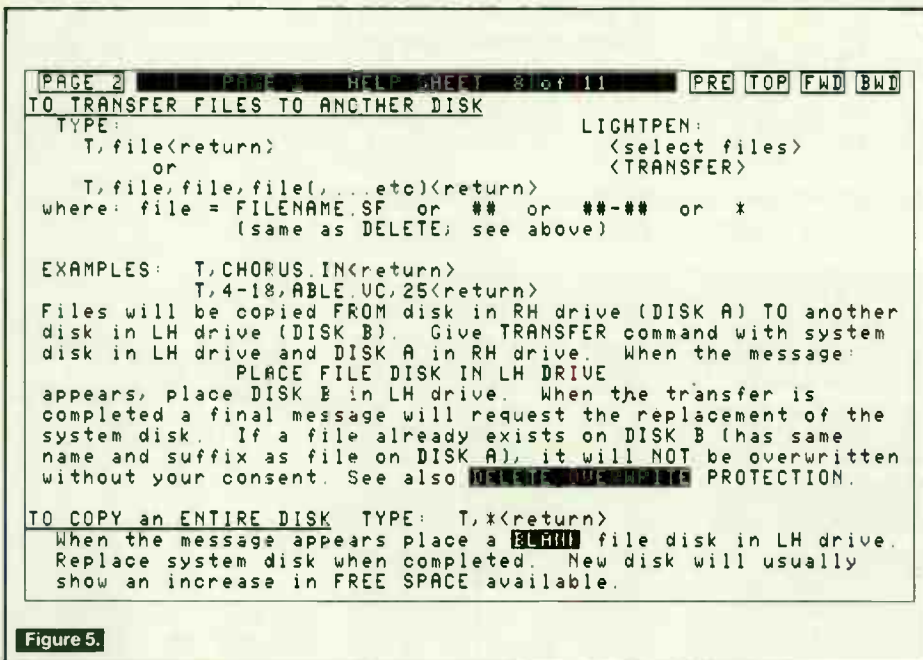 PAGE 2 PAGE 2 HELP SHEET 8 of 11 PRE TOP FWD BWD
TO TRANSFER FILES TO ANOTHER DISK
TYPE: LIGHTPEN:
T,file<return> <select files>
or <TRANSFER>
T,file,file,file(,...etc)<return>
where: file = FILENAME.SF or ## or ##-## or *
(same as DELETE; see above)
EXAMPLES: T,CHORUS.IN<return>
T,4-18,ABLE.VC,25<return>
Files will be copied FROM disk in RH drive (DISK A) TO another
disk in LH drive (DISK B). Give TRANSFER command with system
disk in LH drive and DISK A in RH drive. When the message:
PLACE FILE DISK IN LH DRIVE
appears, place DISK B in LH drive. When the transfer is
completed a final message will request the replacement of the
system disk. If a file already exists on DISK B (has same
name and suffix as file on DISK A), it will NOT be overwritten
without your consent. See also DELETE OVERWRITE PROTECTION.
TO COPY an ENTIRE DISK TYPE: T,*<return>
When the message appears place a BLANK file disk in LH drive.
Replace system disk when completed. New disk will usually
show an increase in FREE SPACE available.
Figure 5.